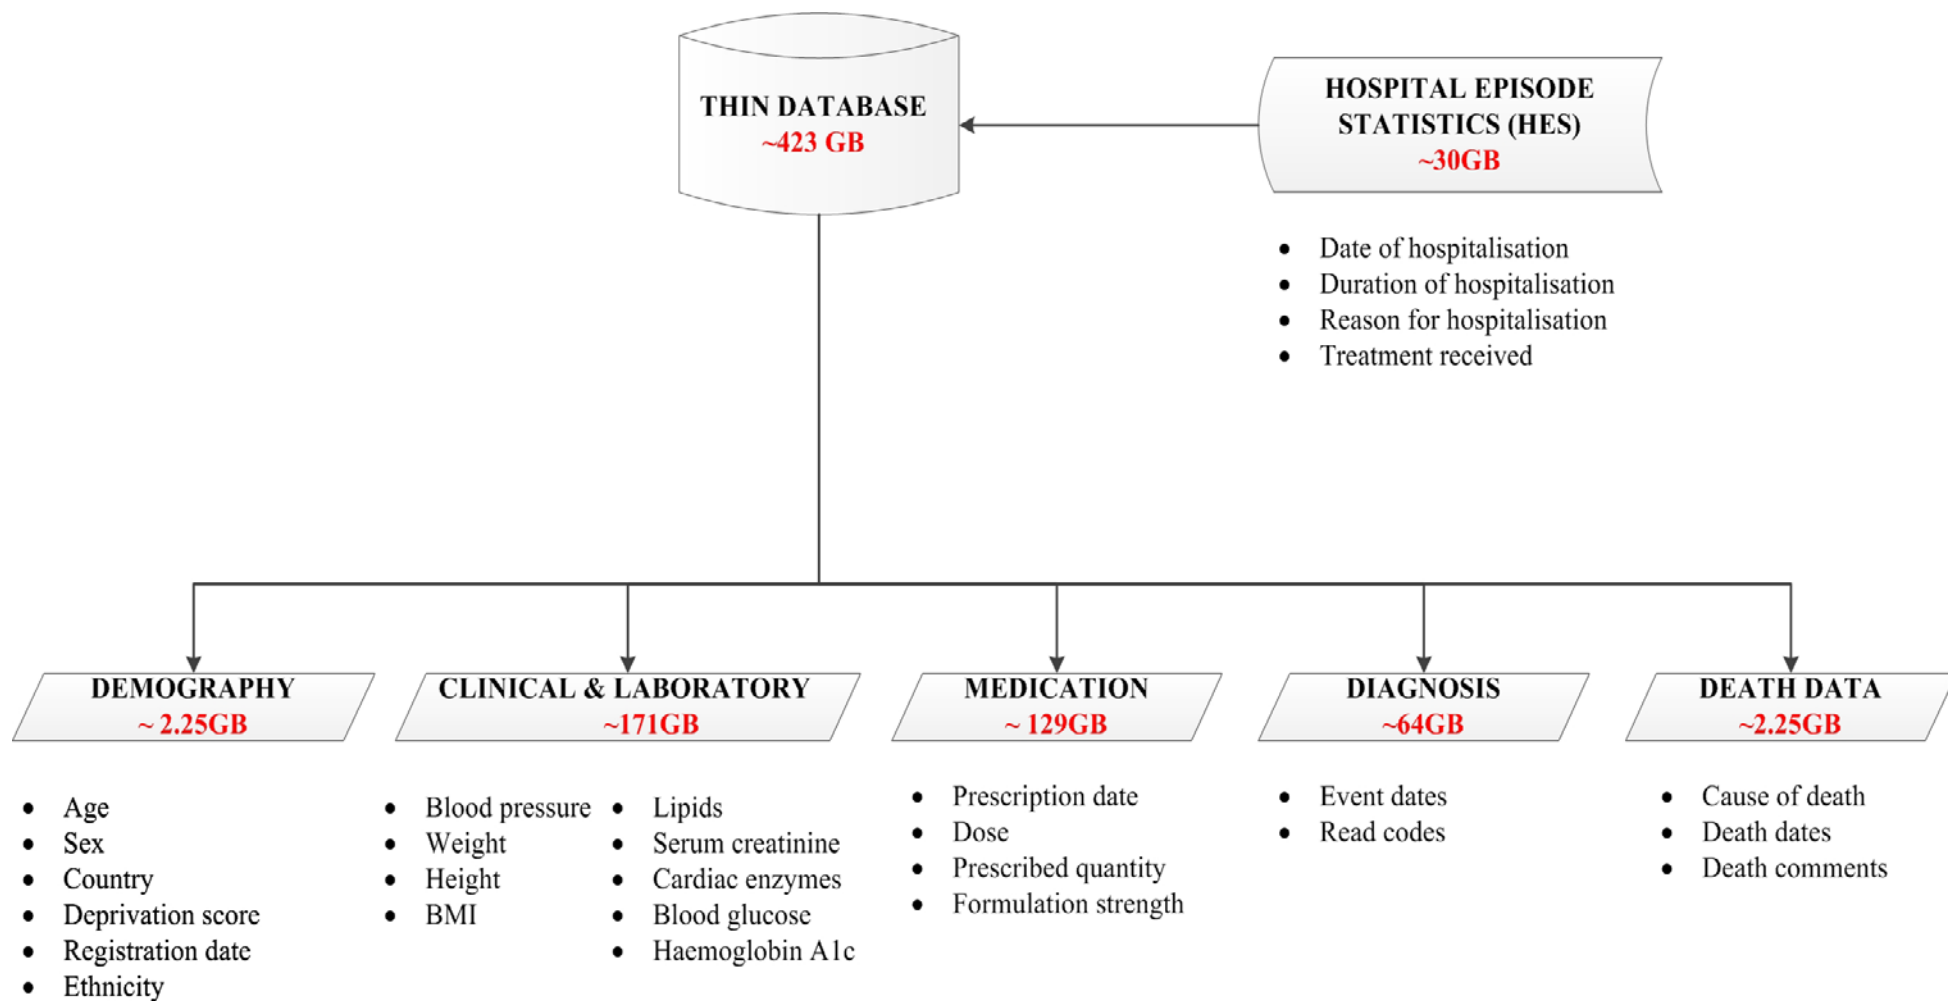 THIN DATABASE
~423 GB
HOSPITAL EPISODE
STATISTICS (HES)
~30GB
• Date of hospitalisation
• Duration of hospitalisation
• Reason for hospitalisation
• Treatment received
DEMOGRAPHY
~ 2.25GB
• Age
• Sex
• Country
• Deprivation score
• Registration date
• Ethnicity
CLINICAL & LABORATORY
~171GB
• Blood pressure
• Weight
• Height
• BMI
• Lipids
• Serum creatinine
• Cardiac enzymes
• Blood glucose
• Haemoglobin A1c
MEDICATION
~ 129GB
• Prescription date
• Dose
• Prescribed quantity
• Formulation strength
DIAGNOSIS
~64GB
• Event dates
• Read codes
DEATH DATA
~2.25GB
• Cause of death
• Death dates
• Death comments